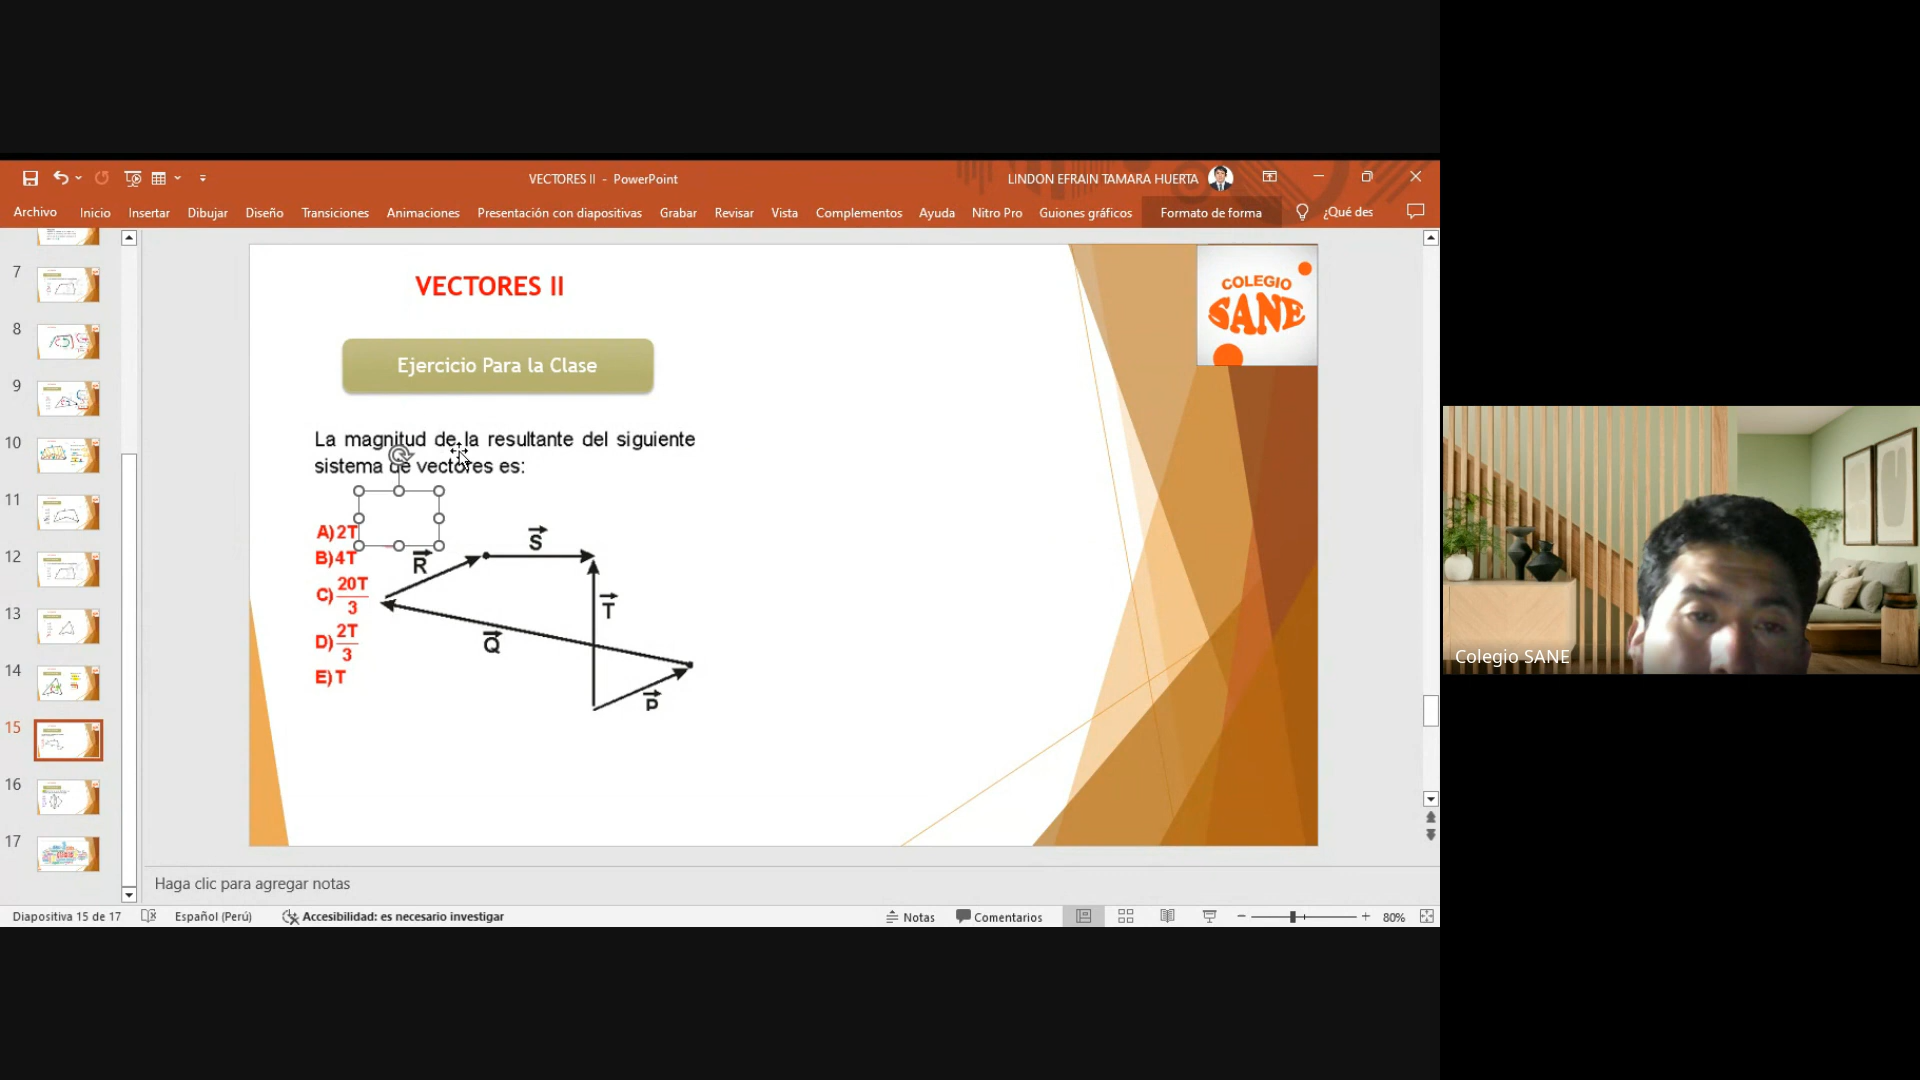 VECTORES II - PowerPoint
LINDON EFRAIN TAMARA HUERTA
Archivo Inicio Insertar Dibujar Diseño Transiciones Animaciones Presentación con diapositivas Grabar Revisar Vista Complementos Ayuda Nitro Pro Guiones gráficos Formato de forma ¿Qué des
7
8
9
10
11
12
13
14
15
16
17
VECTORES II
COLEGIO
SANE
Ejercicio Para la Clase
La magnitud de la resultante del siguiente
sistema de vectores es:
A) 2T
B) 4T
C) 20T/3
D) 2T/3
E) T
R
S
T
Q
P
Colegio SANE
Haga clic para agregar notas
Diapositiva 15 de 17 Español (Perú) Accesibilidad: es necesario investigar Notas Comentarios 80%